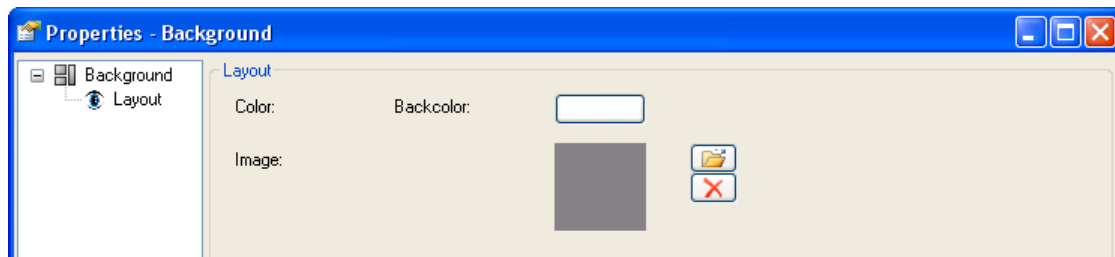 Properties - Background
Background
Layout
Layout
Color:
Backcolor:
Image: